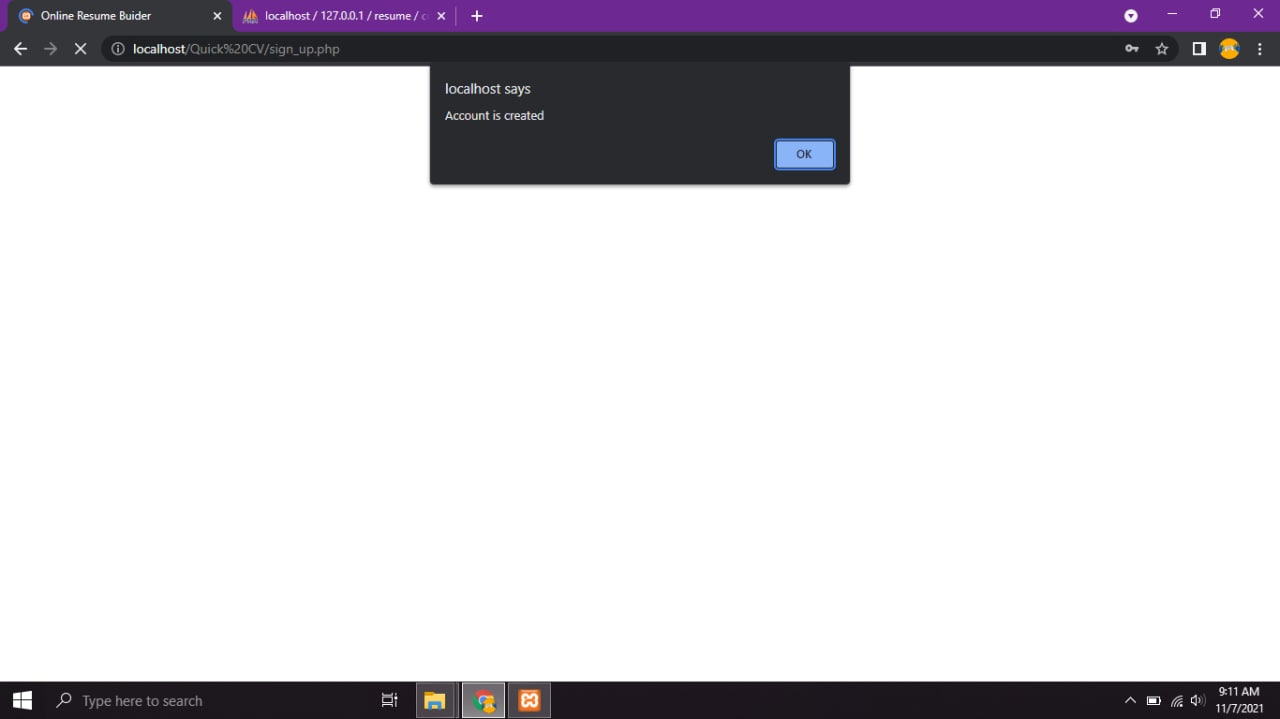 Online Resume Buider
localhost / 127.0.0.1 / resume /
localhost/Quick%20CV/sign_up.php
localhost says
Account is created
OK
Type here to search
9:11 AM
11/7/2021